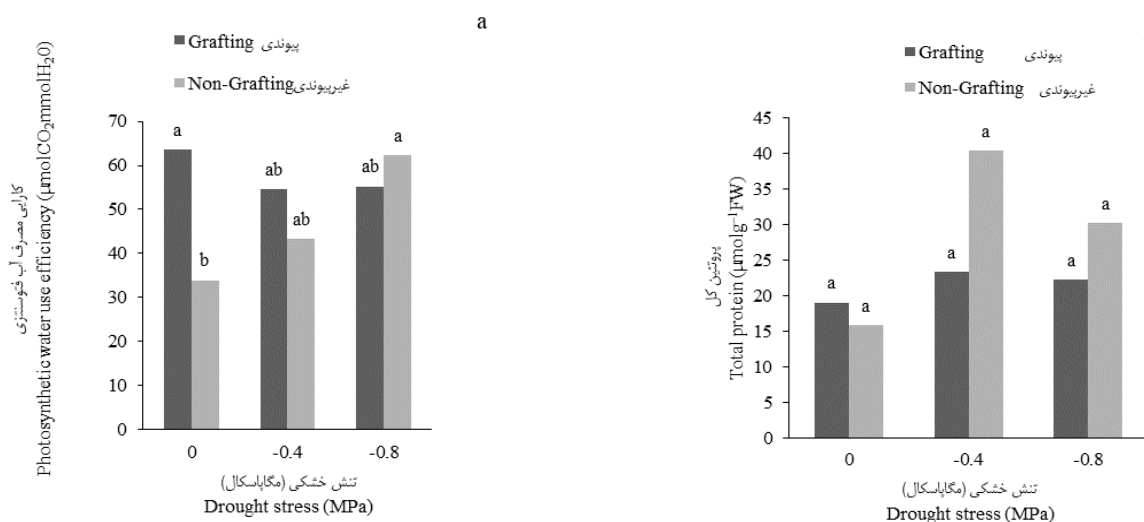 a
Grafting پیوندی
Non-Grafting غیرپیوندی
کارایی مصرف آب فتوسنتزی
Photosynthetic water use efficiency (µmolCO₂mmolH₂0)
70
60
50
40
30
20
10
0
a
b
ab
ab
ab
a
0
-0.4
-0.8
تنش خشکی (مگاپاسکال)
Drought stress (MPa)
Grafting پیوندی
Non-Grafting غیرپیوندی
پروتئین کل
Total protein (µmolg⁻¹FW)
45
40
35
30
25
20
15
10
5
0
a
a
a
a
a
a
0
-0.4
-0.8
تنش خشکی (مگاپاسکال)
Drought stress (MPa)